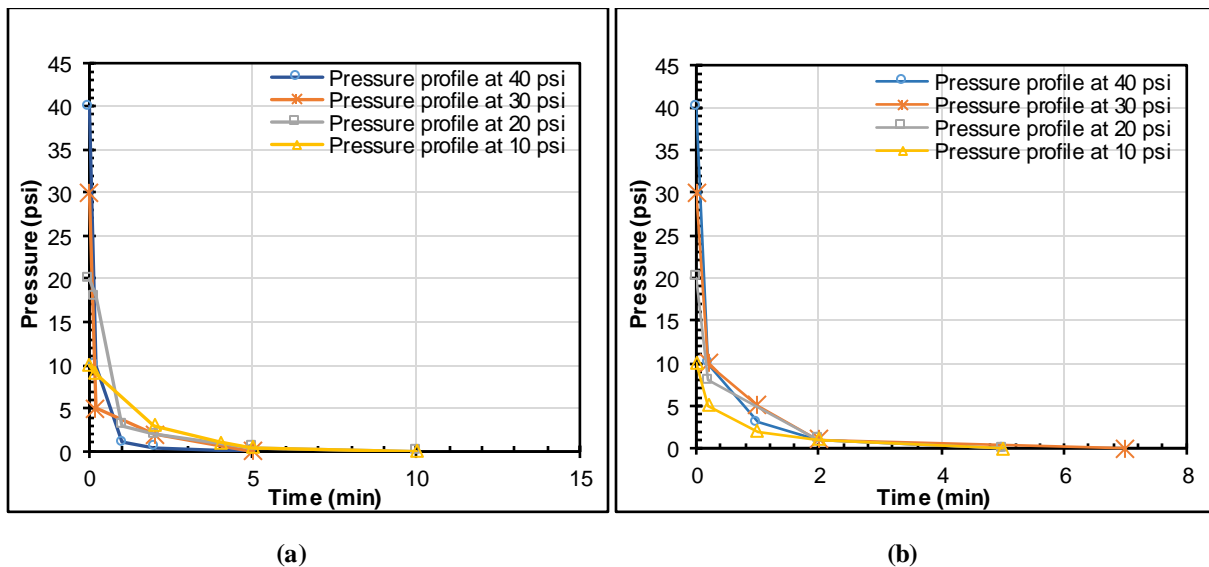 45
40
35
30
25
20
15
10
5
0
Pressure (psi)
Pressure profile at 40 psi
Pressure profile at 30 psi
Pressure profile at 20 psi
Pressure profile at 10 psi
0 5 10 15
Time (min)
(a)
45
40
35
30
25
20
15
10
5
0
Pressure (psi)
Pressure profile at 40 psi
Pressure profile at 30 psi
Pressure profile at 20 psi
Pressure profile at 10 psi
0 2 4 6 8
Time (min)
(b)